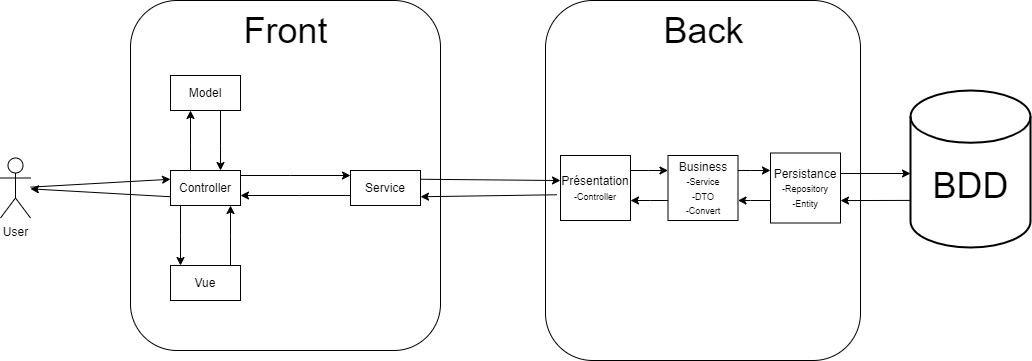 Front
Back
Model
Controller
Service
Vue
User
Présentation
-Controller
Business
-Service
-DTO
-Convert
Persistance
-Repository
-Entity
BDD